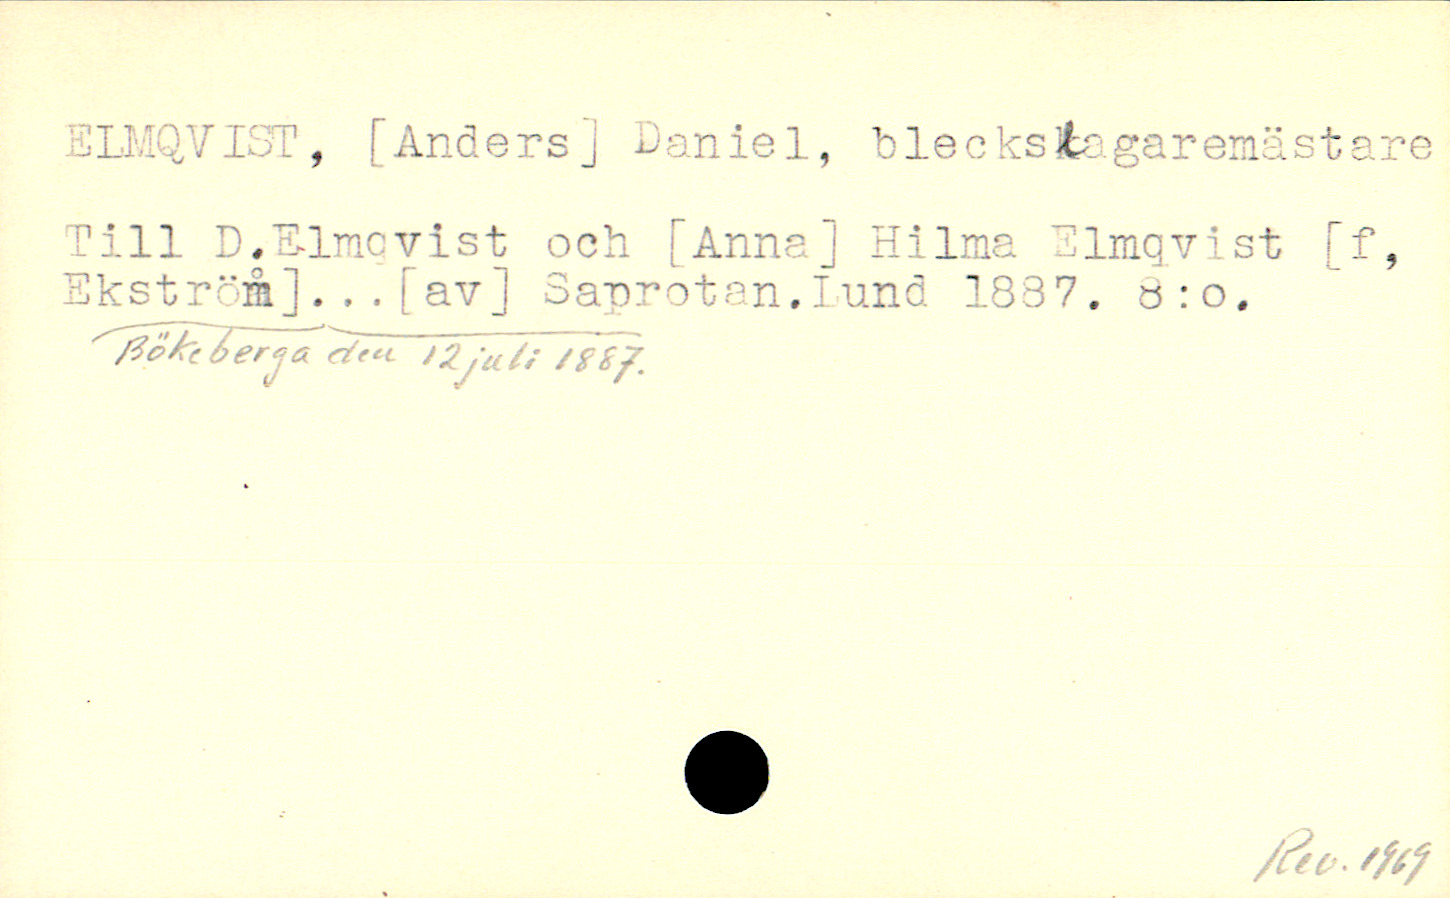 ELMQVIST, [Anders] Daniel, bleckslagaremästare
Till D.Elmqvist och [Anna] Hilma Elmqvist [f,
Ekström]...[av] Saprotan.Lund 1887. 8:o.
Bökeberga den 12 juli 1887.
Rev. 1969